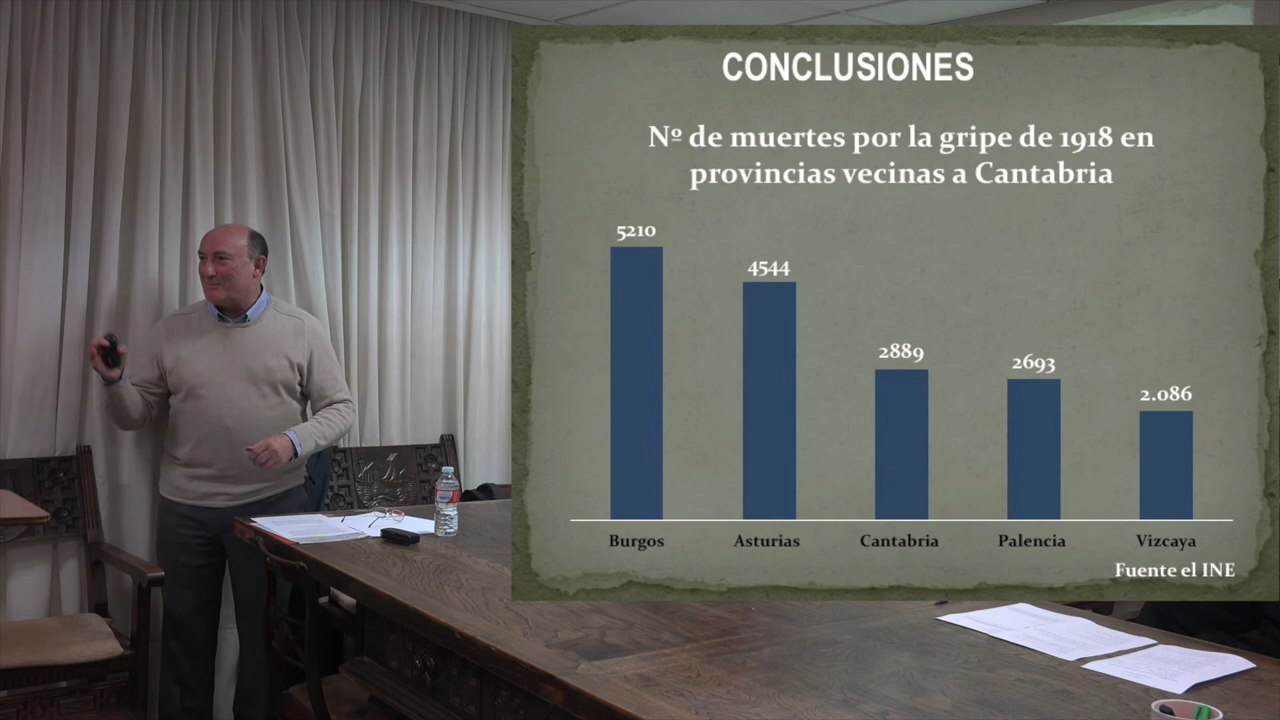 CONCLUSIONES
Nº de muertes por la gripe de 1918 en
provincias vecinas a Cantabria
5210
4544
2889
2693
2.086
Burgos
Asturias
Cantabria
Palencia
Vizcaya
Fuente el INE